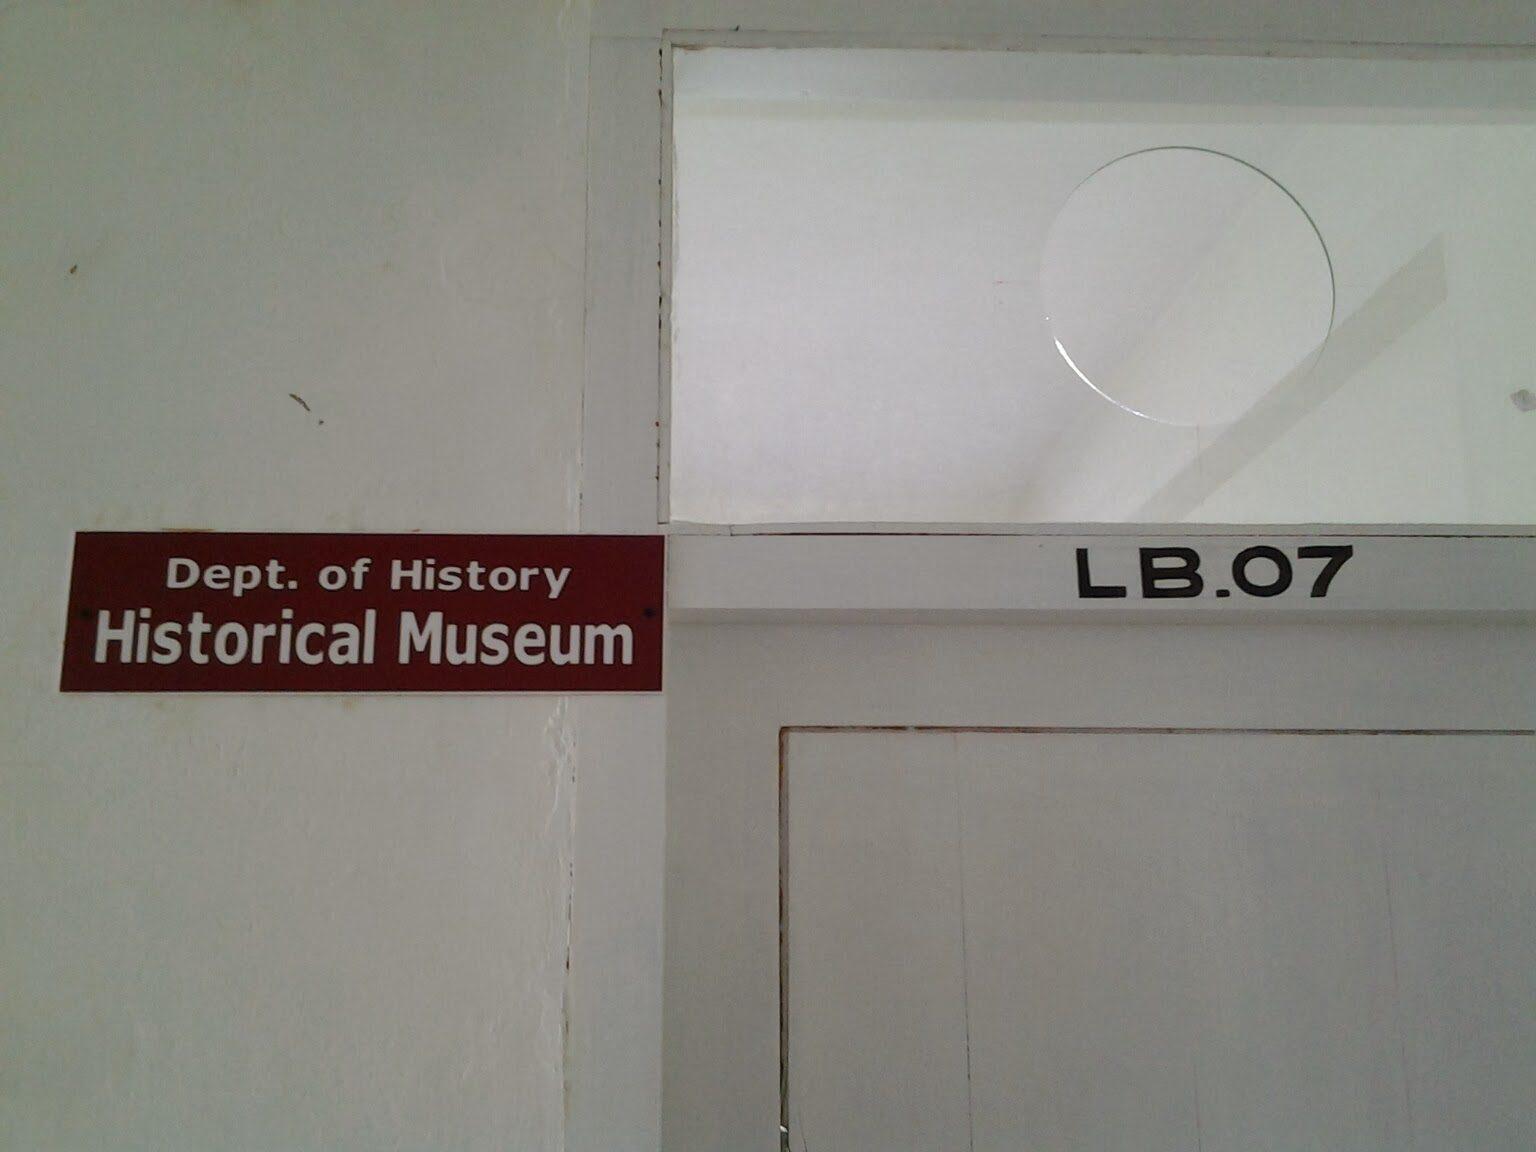 Dept. of History
Historical Museum
LB.07